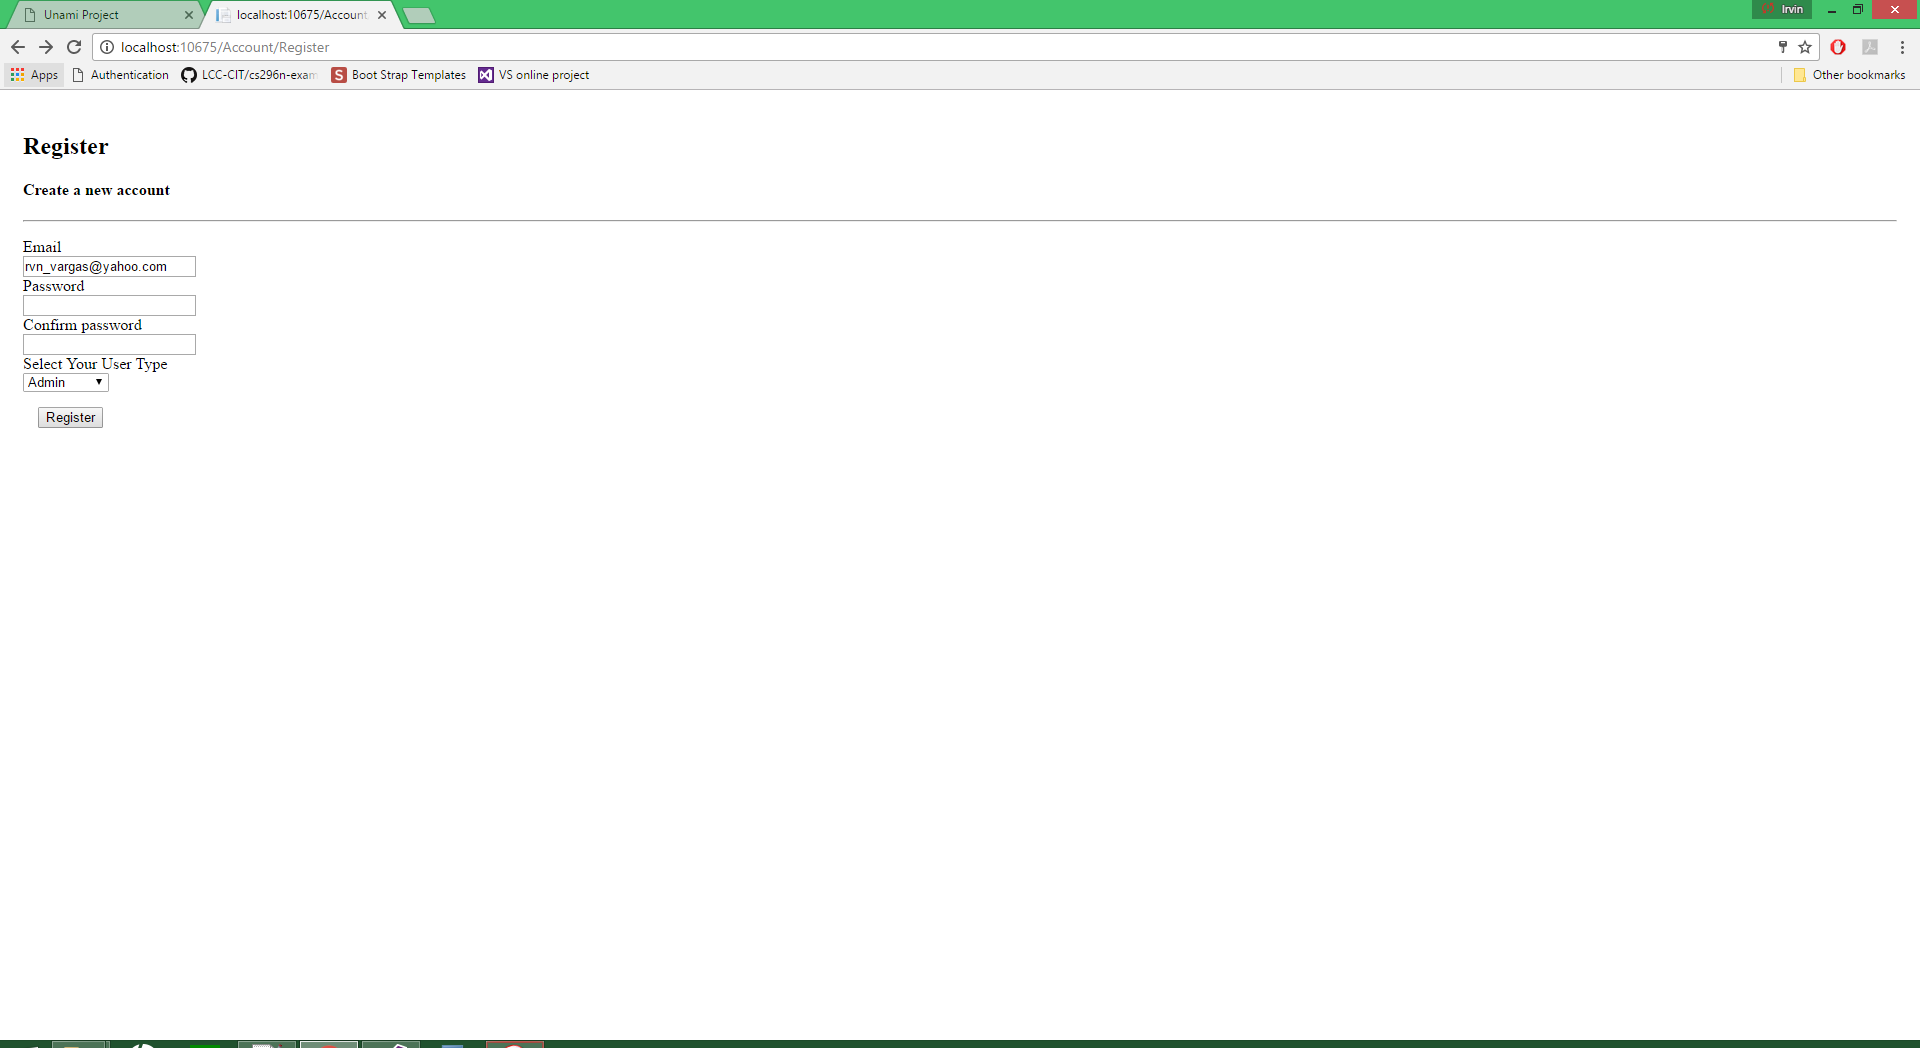 Unami Project
localhost:10675/Account
Irvin
localhost:10675/Account/Register
Apps
Authentication
LCC-CIT/cs296n-exam
Boot Strap Templates
VS online project
Other bookmarks
Register
Create a new account
Email
rvn_vargas@yahoo.com
Password
Confirm password
Select Your User Type
Admin
Register